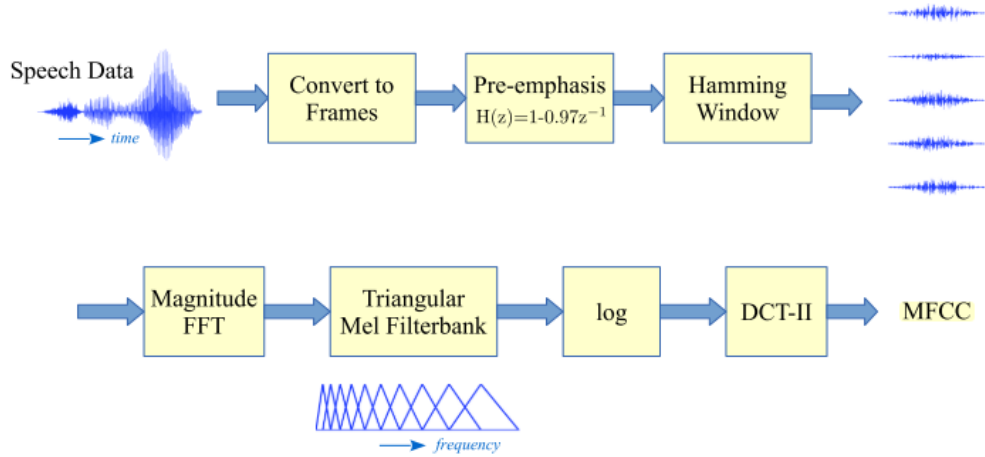 Speech Data
time
Convert to
Frames
Pre-emphasis
H(z)=1-0.97z⁻¹
Hamming
Window
Magnitude
FFT
Triangular
Mel Filterbank
log
DCT-II
MFCC
frequency